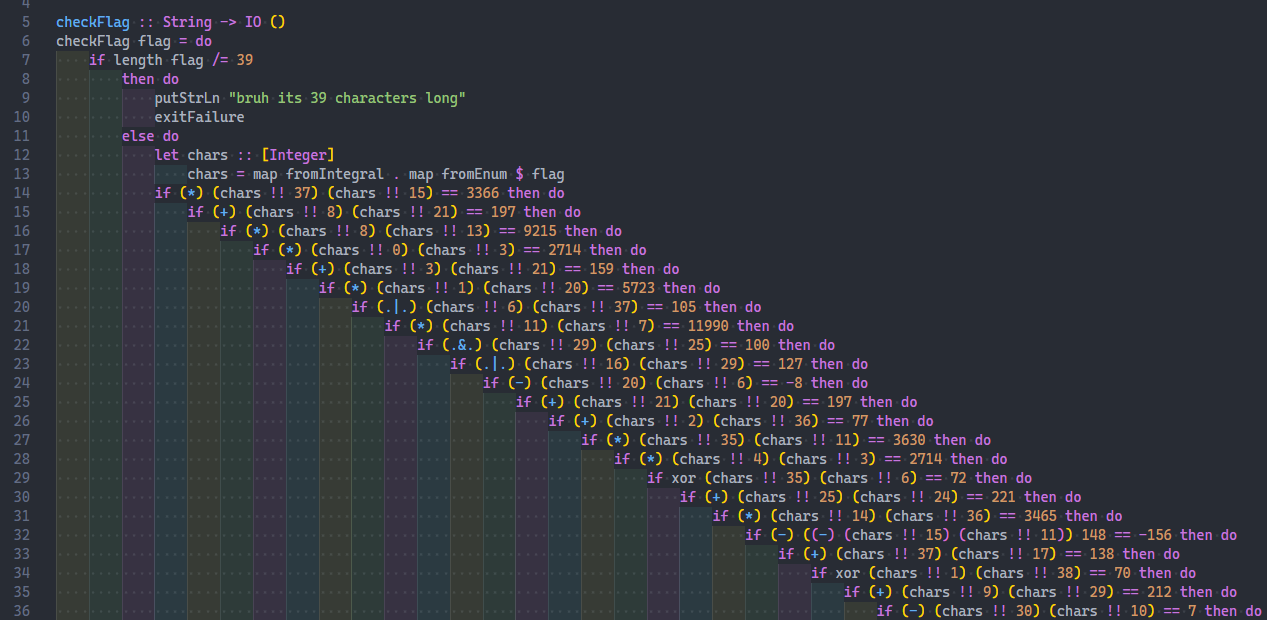 4
5 checkFlag :: String -> IO ()
6 checkFlag flag = do
7 if length flag /= 39
8 then do
9 putStrLn "bruh its 39 characters long"
10 exitFailure
11 else do
12 let chars :: [Integer]
13 chars = map fromIntegral . map fromEnum $ flag
14 if (*) (chars !! 37) (chars !! 15) == 3366 then do
15 if (+) (chars !! 8) (chars !! 21) == 197 then do
16 if (*) (chars !! 8) (chars !! 13) == 9215 then do
17 if (*) (chars !! 0) (chars !! 3) == 2714 then do
18 if (+) (chars !! 3) (chars !! 21) == 159 then do
19 if (*) (chars !! 1) (chars !! 20) == 5723 then do
20 if (.|.) (chars !! 6) (chars !! 37) == 105 then do
21 if (*) (chars !! 11) (chars !! 7) == 11990 then do
22 if (.&.) (chars !! 29) (chars !! 25) == 100 then do
23 if (.|.) (chars !! 16) (chars !! 29) == 127 then do
24 if (-) (chars !! 20) (chars !! 6) == -8 then do
25 if (+) (chars !! 21) (chars !! 20) == 197 then do
26 if (+) (chars !! 2) (chars !! 36) == 77 then do
27 if (*) (chars !! 35) (chars !! 11) == 3630 then do
28 if (*) (chars !! 4) (chars !! 3) == 2714 then do
29 if xor (chars !! 35) (chars !! 6) == 72 then do
30 if (+) (chars !! 25) (chars !! 24) == 221 then do
31 if (*) (chars !! 14) (chars !! 36) == 3465 then do
32 if (-) ((-) (chars !! 15) (chars !! 11)) 148 == -156 then do
33 if (+) (chars !! 37) (chars !! 17) == 138 then do
34 if xor (chars !! 1) (chars !! 38) == 70 then do
35 if (+) (chars !! 9) (chars !! 29) == 212 then do
36 if (-) (chars !! 30) (chars !! 10) == 7 then do